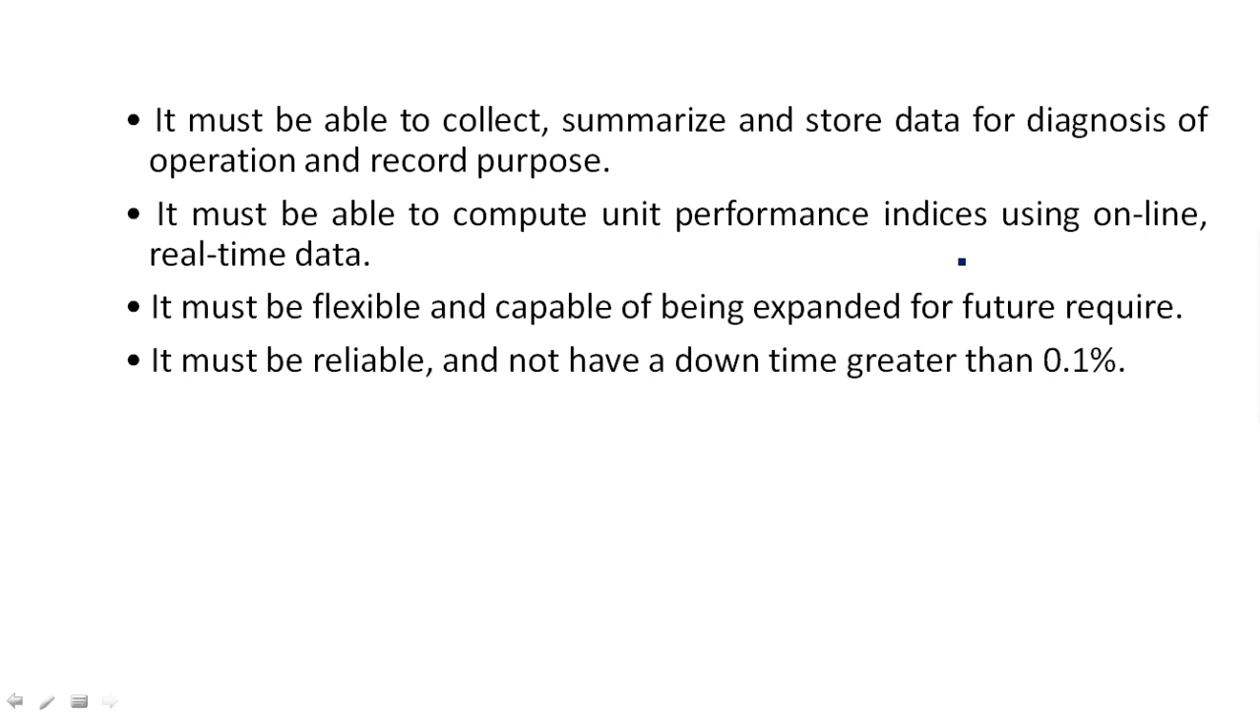 • It must be able to collect, summarize and store data for diagnosis of
operation and record purpose.
• It must be able to compute unit performance indices using on-line,
real-time data.
• It must be flexible and capable of being expanded for future require.
• It must be reliable, and not have a down time greater than 0.1%.